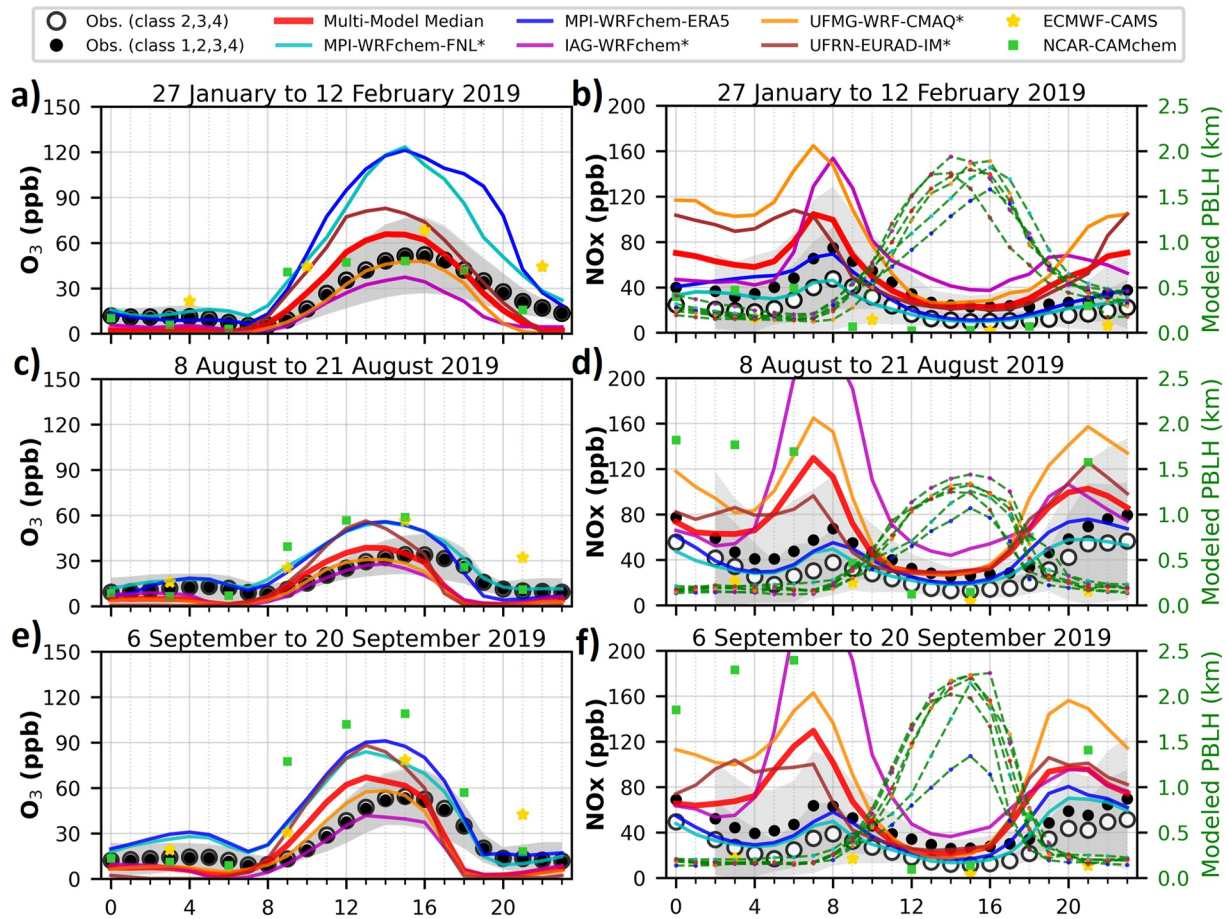 Obs. (class 2,3,4) Multi-Model Median MPI-WRFchem-ERA5 UFMG-WRF-CMAQ* ECMWF-CAMS
Obs. (class 1,2,3,4) MPI-WRFchem-FNL* IAG-WRFchem* UFRN-EURAD-IM* NCAR-CAMchem
a) 27 January to 12 February 2019
150
120
90
60
30
0
O₃ (ppb)
b) 27 January to 12 February 2019
200
160
120
80
40
0
NOx (ppb)
2.5
2.0
1.5
1.0
0.5
0.0
Modeled PBLH (km)
c) 8 August to 21 August 2019
150
120
90
60
30
0
O₃ (ppb)
d) 8 August to 21 August 2019
200
160
120
80
40
0
NOx (ppb)
2.5
2.0
1.5
1.0
0.5
0.0
Modeled PBLH (km)
e) 6 September to 20 September 2019
150
120
90
60
30
0
O₃ (ppb)
0 4 8 12 16 20
f) 6 September to 20 September 2019
200
160
120
80
40
0
NOx (ppb)
2.5
2.0
1.5
1.0
0.5
0.0
Modeled PBLH (km)
0 4 8 12 16 20